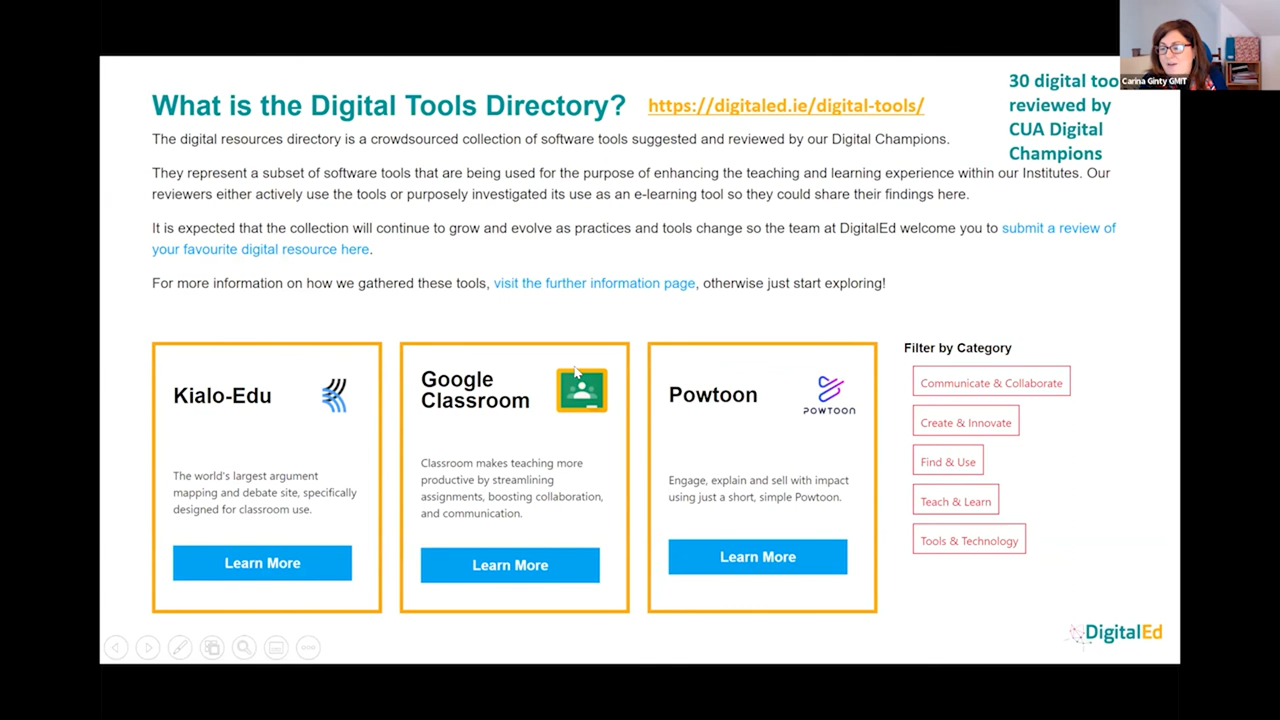 What is the Digital Tools Directory?
https://digitaled.ie/digital-tools/
30 digital
reviewed by
CUA Digital
Champions
Carina Ginty GMIT
The digital resources directory is a crowdsourced collection of software tools suggested and reviewed by our Digital Champions.
They represent a subset of software tools that are being used for the purpose of enhancing the teaching and learning experience within our Institutes. Our
reviewers either actively use the tools or purposely investigated its use as an e-learning tool so they could share their findings here.
It is expected that the collection will continue to grow and evolve as practices and tools change so the team at DigitalEd welcome you to submit a review of
your favourite digital resource here.
For more information on how we gathered these tools, visit the further information page, otherwise just start exploring!
Kialo-Edu
The world's largest argument
mapping and debate site, specifically
designed for classroom use.
Learn More
Google
Classroom
Classroom makes teaching more
productive by streamlining
assignments, boosting collaboration,
and communication.
Learn More
Powtoon
POWTOON
Engage, explain and sell with impact
using just a short, simple Powtoon.
Learn More
Filter by Category
Communicate & Collaborate
Create & Innovate
Find & Use
Teach & Learn
Tools & Technology
DigitalEd